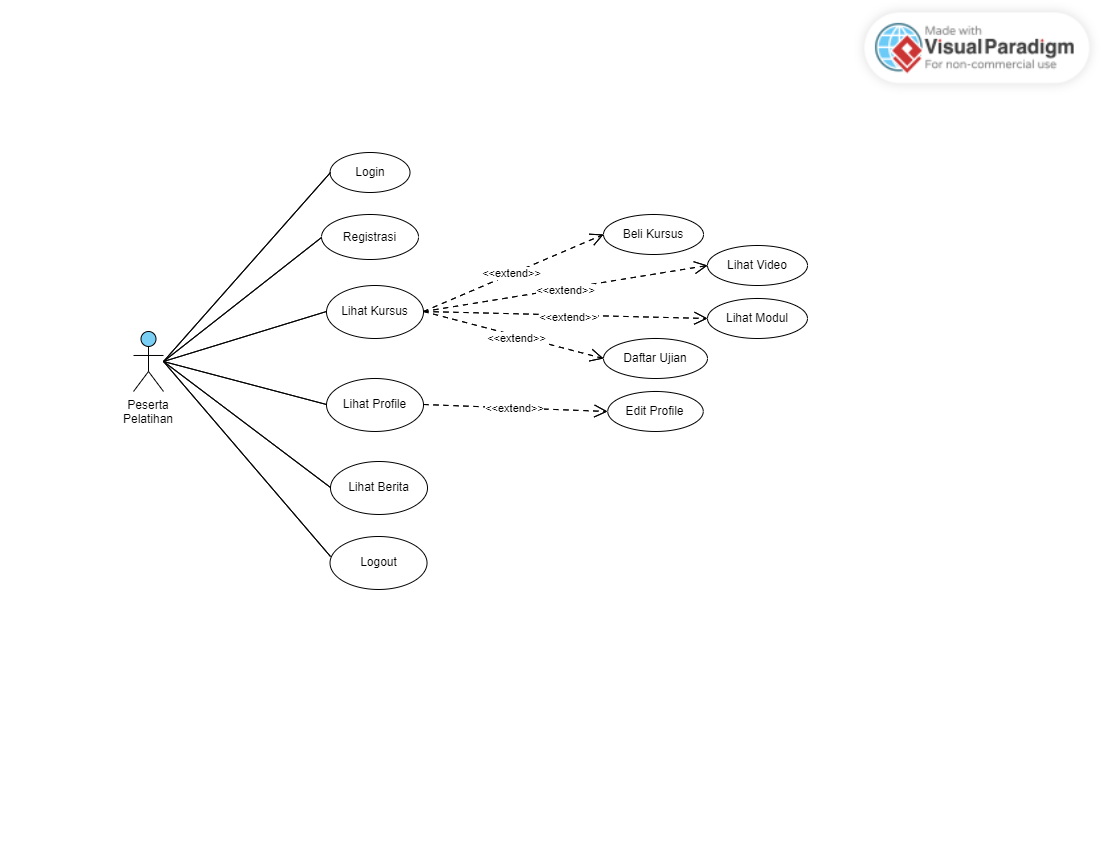 Made with
Visual Paradigm
For non-commercial use
Login
Registrasi
Beli Kursus
Lihat Video
<<extend>>
<<extend>>
Lihat Kursus
<<extend>>
Lihat Modul
<<extend>>
Daftar Ujian
Lihat Profile
<<extend>>
Edit Profile
Peserta
Pelatihan
Lihat Berita
Logout